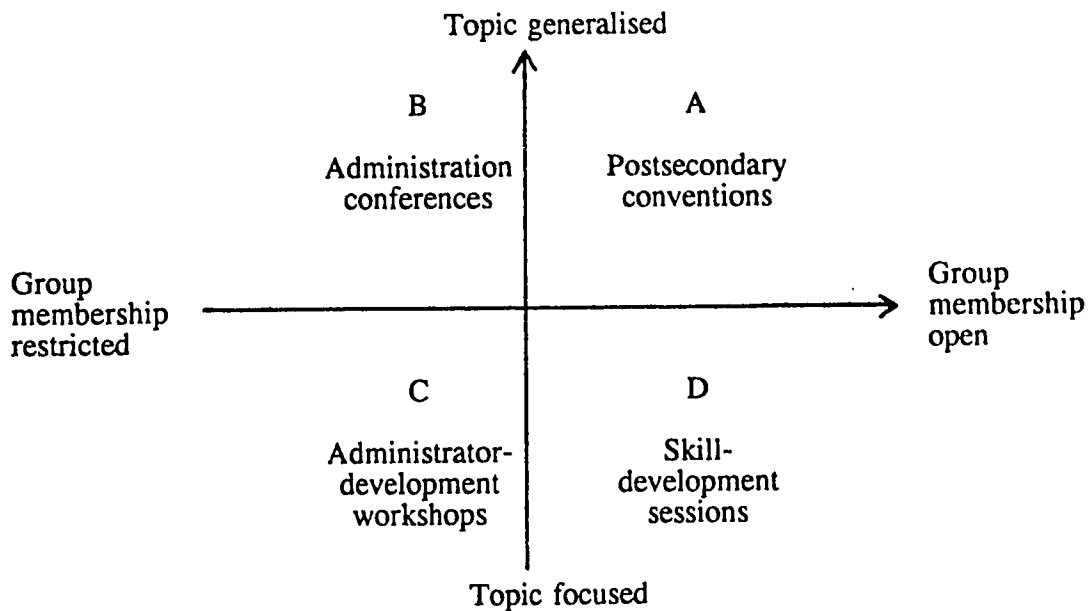 Topic generalised
B
A
Administration
conferences
Postsecondary
conventions
Group
membership
restricted
Group
membership
open
C
D
Administrator-
development
workshops
Skill-
development
sessions
Topic focused